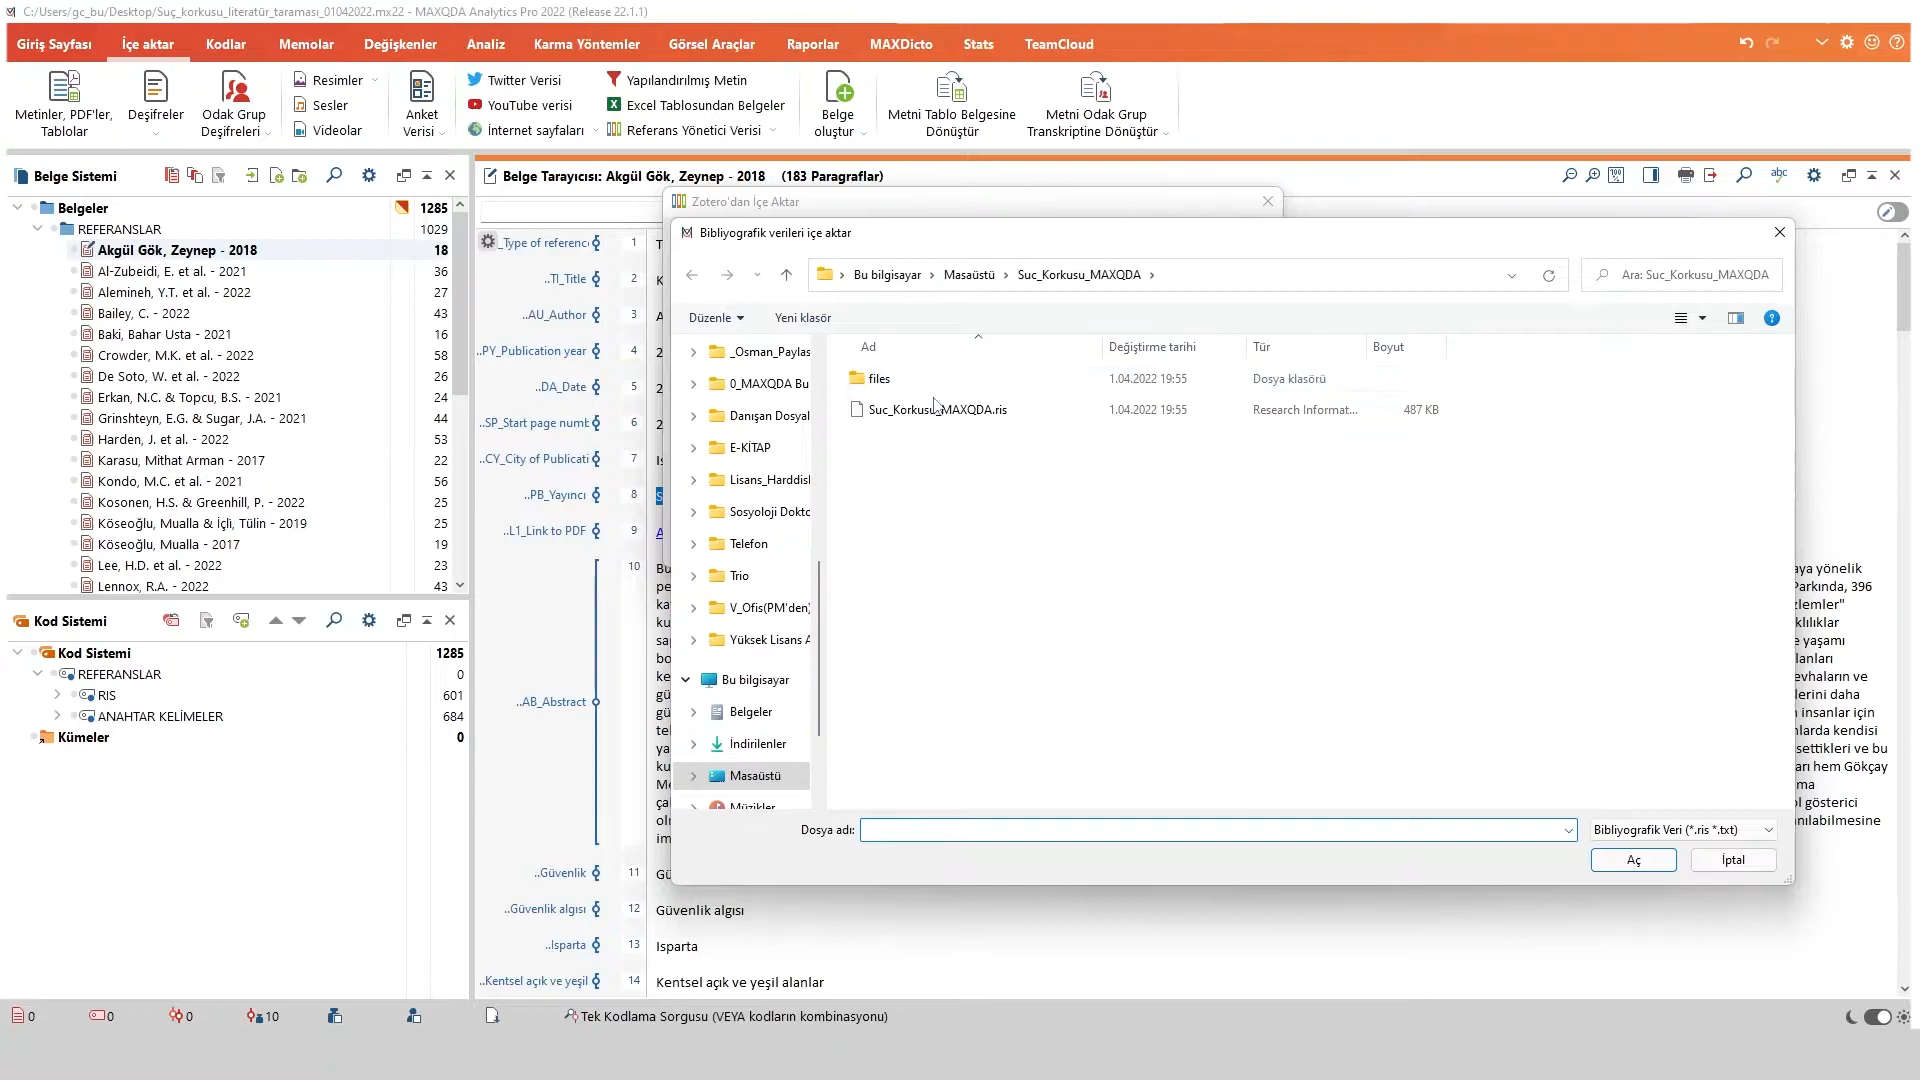 C:/Users/gc_bu/Desktop/Suç_korkusu_literatür_taraması_01042022.mx22 - MAXQDA Analytics Pro 2022 (Release 22.1.1)
Giriş Sayfası İçe aktar Kodlar Memolar Değişkenler Analiz Karma Yöntemler Görsel Araçlar Raporlar MAXDicto Stats TeamCloud
Metinler, PDF'ler, Tablolar
Deşifreler
Odak Grup Deşifreleri
Resimler
Sesler
Videolar
Anket Verisi
Twitter Verisi
YouTube verisi
İnternet sayfaları
Yapılandırılmış Metin
Excel Tablosundan Belgeler
Referans Yönetici Verisi
Belge oluştur
Metni Tablo Belgesine Dönüştür
Metni Odak Grup Transkriptine Dönüştür
Belge Sistemi
Belgeler 1285
REFERANSLAR 1029
Akgül Gök, Zeynep - 2018 18
Al-Zubeidi, E. et al. - 2021 36
Alemineh, Y.T. et al. - 2022 27
Bailey, C. - 2022 43
Baki, Bahar Usta - 2021 16
Crowder, M.K. et al. - 2022 58
De Soto, W. et al. - 2022 26
Erkan, N.C. & Topcu, B.S. - 2021 24
Grinshteyn, E.G. & Sugar, J.A. - 2021 44
Harden, J. et al. - 2022 53
Karasu, Mithat Arman - 2017 22
Kondo, M.C. et al. - 2021 56
Kosonen, H.S. & Greenhill, P. - 2022 25
Köseoğlu, Mualla & İçli, Tülin - 2019 25
Köseoğlu, Mualla - 2017 19
Lee, H.D. et al. - 2022 23
Lennox, R.A. - 2022 43
Kod Sistemi
Kod Sistemi 1285
REFERANSLAR 0
RIS 601
ANAHTAR KELİMELER 684
Kümeler 0
Belge Tarayıcısı: Akgül Gök, Zeynep - 2018 (183 Paragraflar)
100 %
abc
_Type of referenc 1 T
..TI_Title 2 K
..AU_Author 3 A
..PY_Publication year 4 2
..DA_Date 5 2
..SP_Start page numb 6 2
..CY_City of Publicati 7 Is
..PB_Yayıncı 8 S
..L1_Link to PDF 9 A
10 Bu
..AB_Abstract
..Güvenlik 11 Gü
..Güvenlik algısı 12 Güvenlik algısı
..Isparta 13 Isparta
..Kentsel açık ve yeşil 14 Kentsel açık ve yeşil alanlar
Zotero'dan İçe Aktar
Bibliyografik verileri içe aktar
Bu bilgisayar Masaüstü Suc_Korkusu_MAXQDA
Ara: Suc_Korkusu_MAXQDA
Düzenle Yeni klasör
_Osman_Paylas
0_MAXQDA Bu
Danışan Dosyal
E-KİTAP
Lisans_Harddisl
Sosyoloji Dokto
Telefon
Trio
V_Ofis(PM'den)
Yüksek Lisans A
Bu bilgisayar
Belgeler
İndirilenler
Masaüstü
Müzikler
Ad Değiştirme tarihi Tür Boyut
files 1.04.2022 19:55 Dosya klasörü
Suc_Korkusu_MAXQDA.ris 1.04.2022 19:55 Research Informat... 487 KB
Dosya adı:
Bibliyografik Veri (*.ris *.txt)
Aç İptal
aya yönelik
Parkında, 396
zlemler"
klılıklar
e yaşamı
lanları
evhaların ve
lerini daha
n insanlar için
nlarda kendisi
settikleri ve bu
arı hem Gökçay
ma
ol gösterici
anılabilmesine
0 0 0 10
Tek Kodlama Sorgusu (VEYA kodların kombinasyonu)